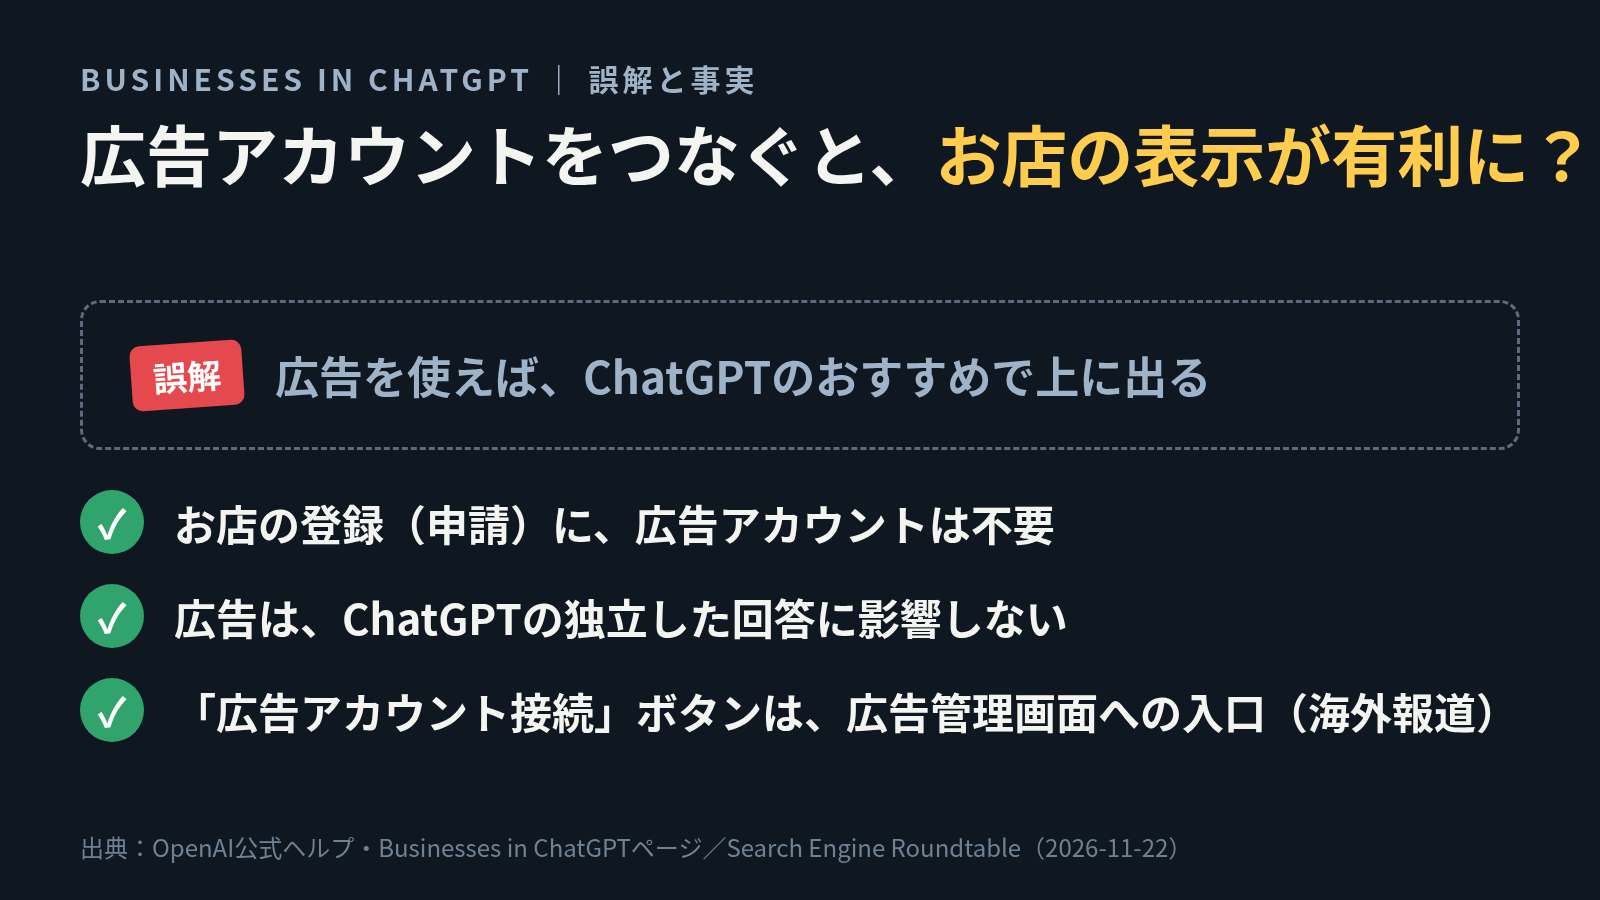 BUSINESSES IN CHATGPT ｜ 誤解と事実
広告アカウントをつなぐと、お店の表示が有利に？
誤解 広告を使えば、ChatGPTのおすすめで上に出る
✓ お店の登録（申請）に、広告アカウントは不要
✓ 広告は、ChatGPTの独立した回答に影響しない
✓ 「広告アカウント接続」ボタンは、広告管理画面への入口（海外報道）
出典：OpenAI公式ヘルプ・Businesses in ChatGPTページ／Search Engine Roundtable（2026-11-22）